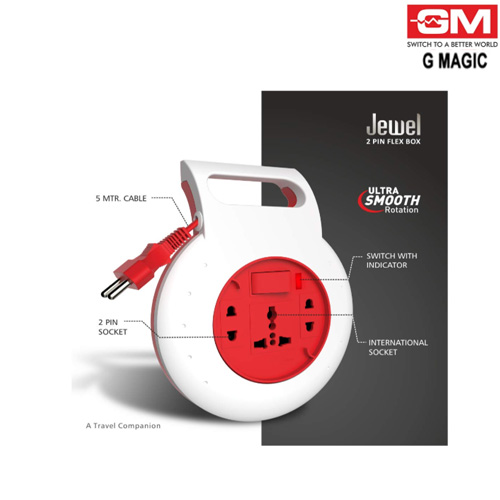 GM
SWITCH TO A BETTER WORLD
G MAGIC
Jewel
2 PIN FLEX BOX
ULTRA
SMOOTH
Rotation
5 MTR. CABLE
SWITCH WITH
INDICATOR
2 PIN
SOCKET
INTERNATIONAL
SOCKET
A Travel Companion